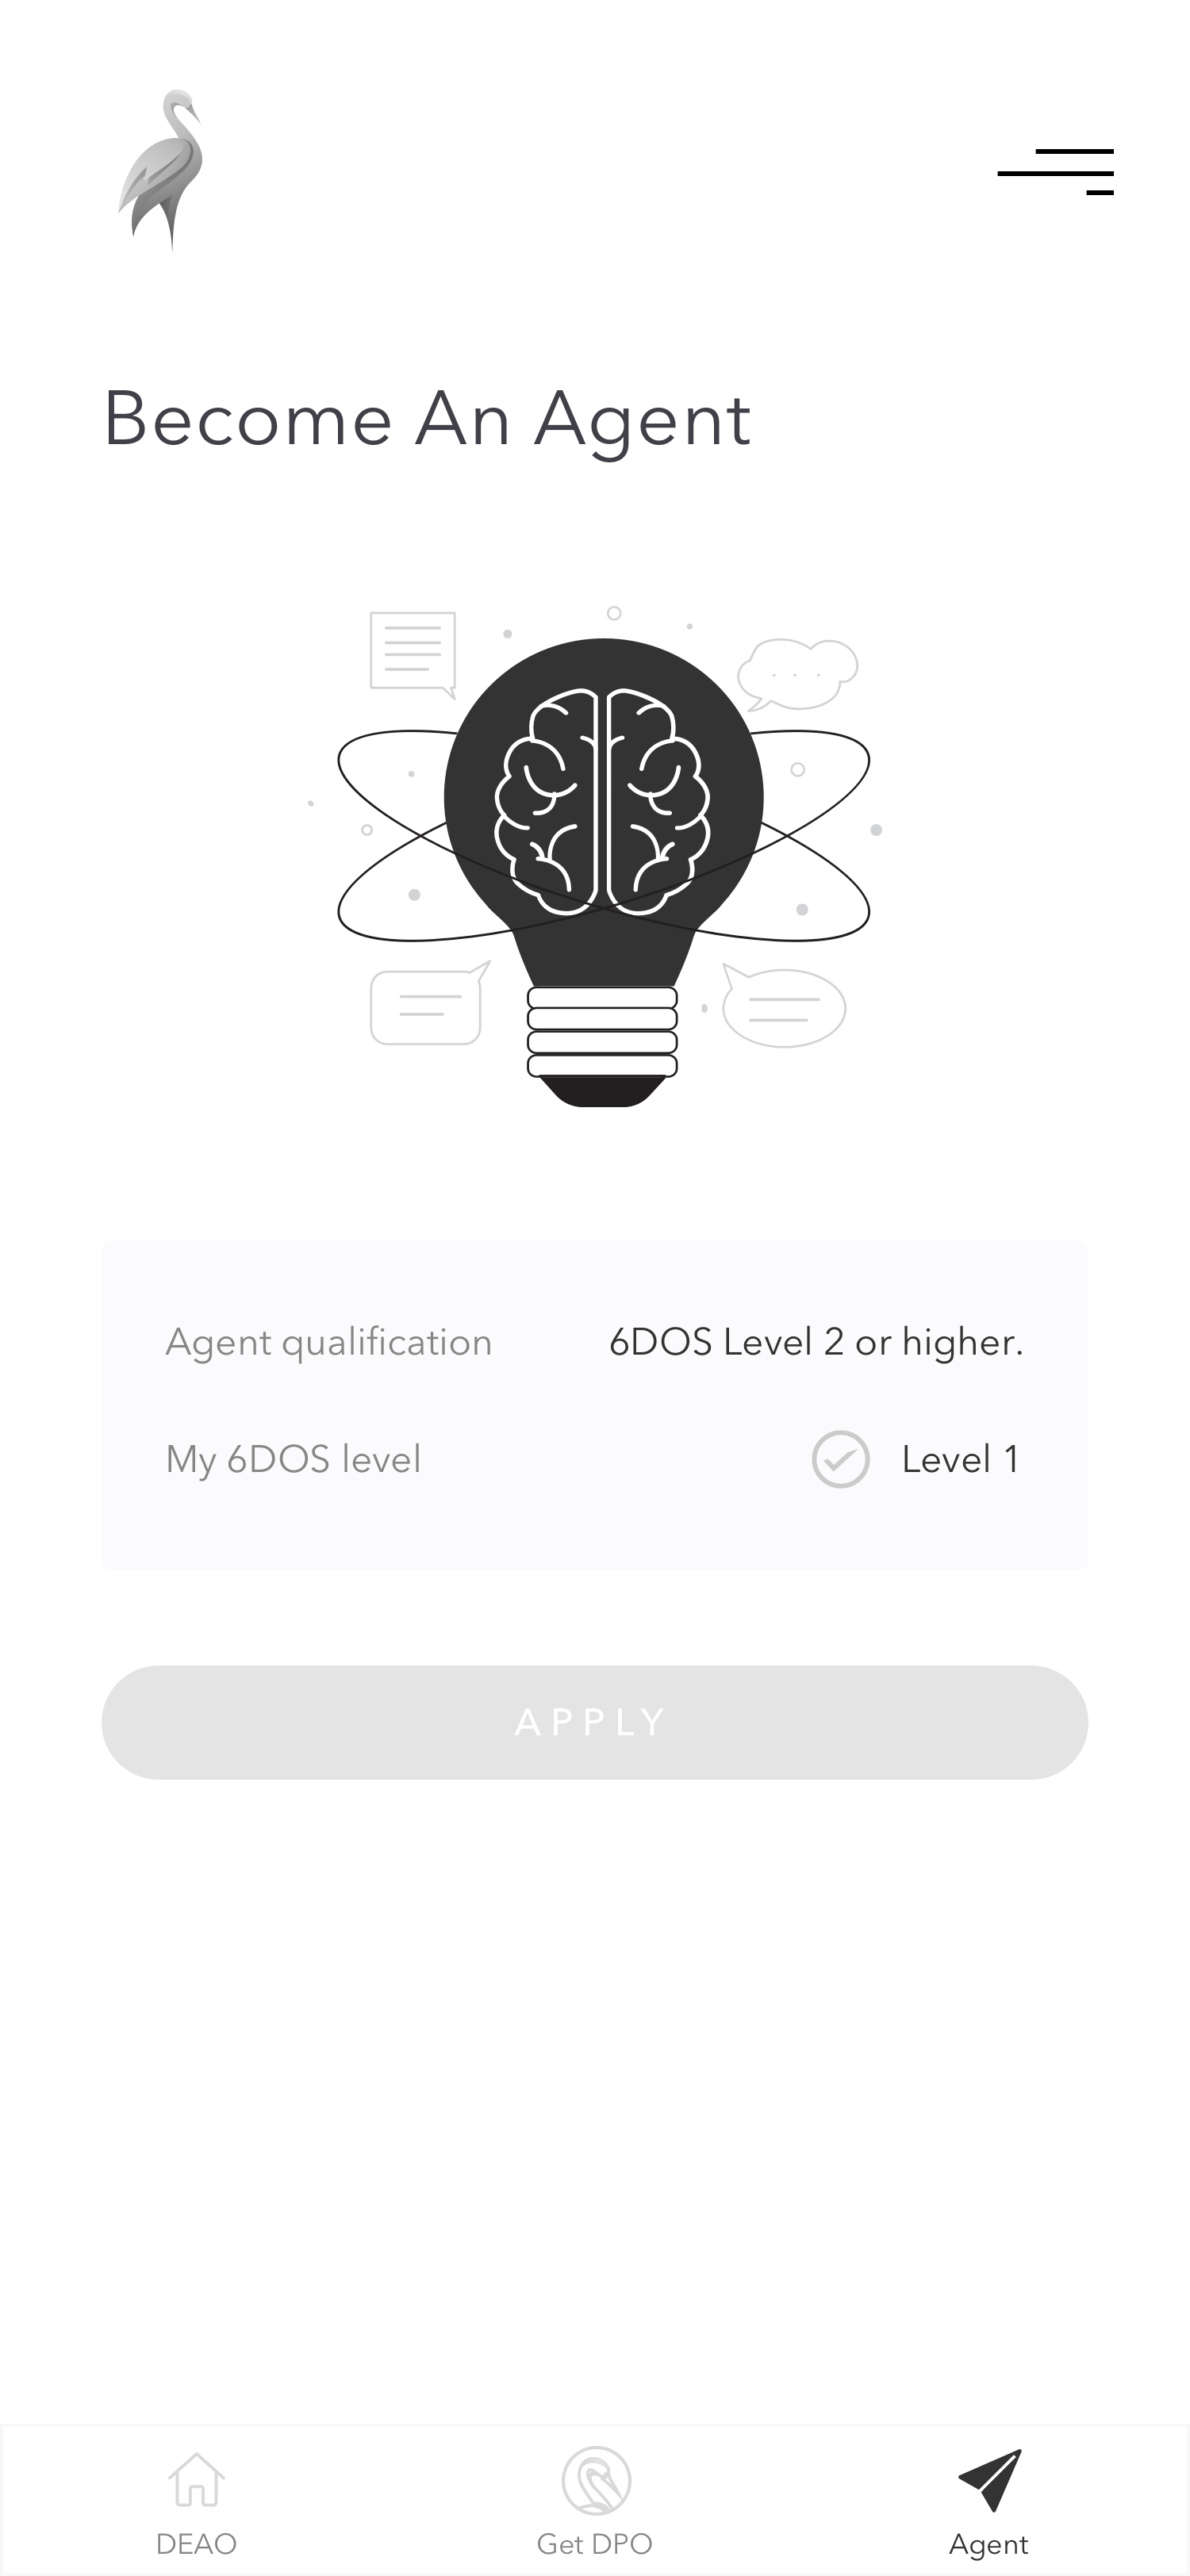 Become An Agent
Agent qualification 6DOS Level 2 or higher.
My 6DOS level Level 1
APPLY
DEAO Get DPO Agent